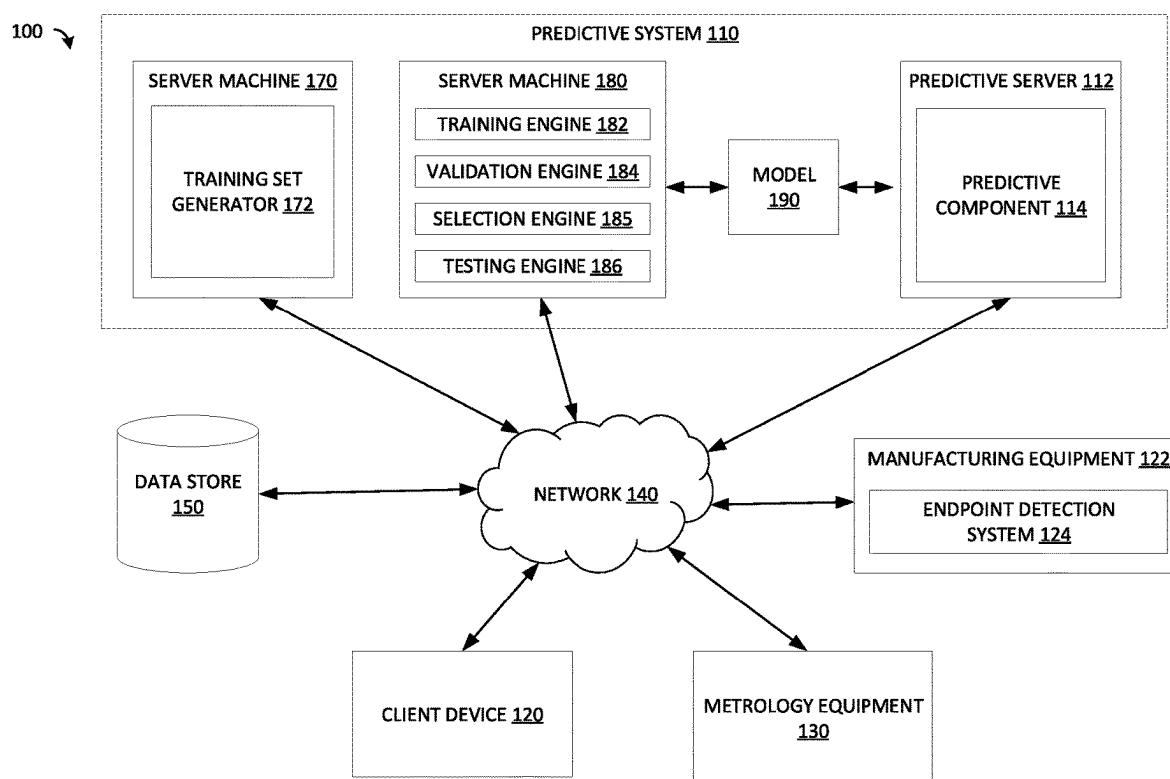 100
PREDICTIVE SYSTEM 110
SERVER MACHINE 170
TRAINING SET
GENERATOR 172
SERVER MACHINE 180
TRAINING ENGINE 182
VALIDATION ENGINE 184
SELECTION ENGINE 185
TESTING ENGINE 186
MODEL
190
PREDICTIVE SERVER 112
PREDICTIVE
COMPONENT 114
DATA STORE
150
NETWORK 140
MANUFACTURING EQUIPMENT 122
ENDPOINT DETECTION
SYSTEM 124
CLIENT DEVICE 120
METROLOGY EQUIPMENT
130